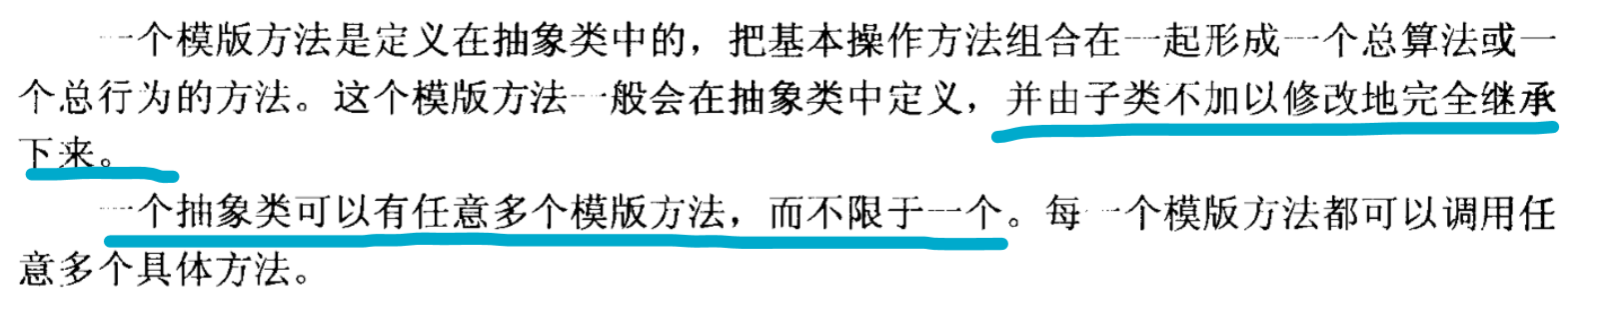 一个模版方法是定义在抽象类中的，把基本操作方法组合在一起形成一个总算法或一
个总行为的方法。这个模版方法一般会在抽象类中定义，并由子类不加以修改地完全继承
下来。
一个抽象类可以有任意多个模版方法，而不限于一个。每一个模版方法都可以调用任
意多个具体方法。